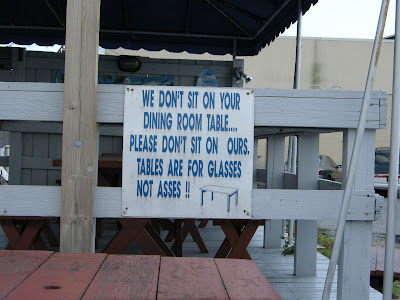 WE DON'T SIT ON YOUR
DINING ROOM TABLE....
PLEASE DON'T SIT ON OURS.
TABLES ARE FOR GLASSES
NOT ASSES !!